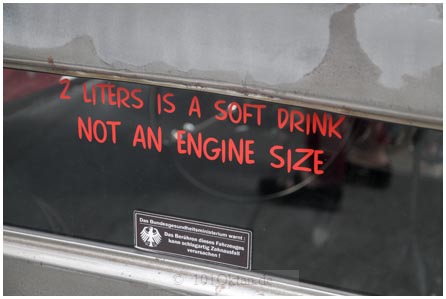 2 LITERS IS A SOFT DRINK
NOT AN ENGINE SIZE
Das Bundesgesundheitsministerium warnt:
Das Berühren dieses Fahrzeuges
kann schlagartig Zahnausfall
verursachen!